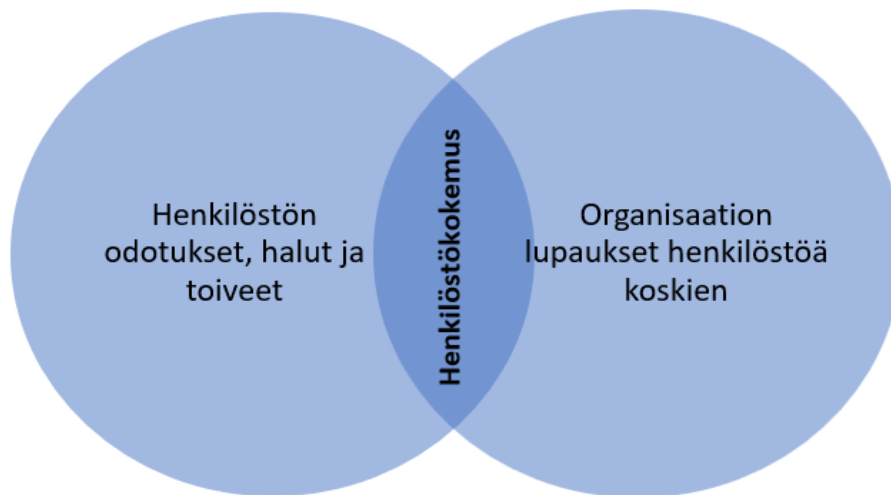 Henkilöstön
odotukset, halut ja
toiveet
Henkilöstökokemus
Organisaation
lupaukset henkilöstöä
koskien